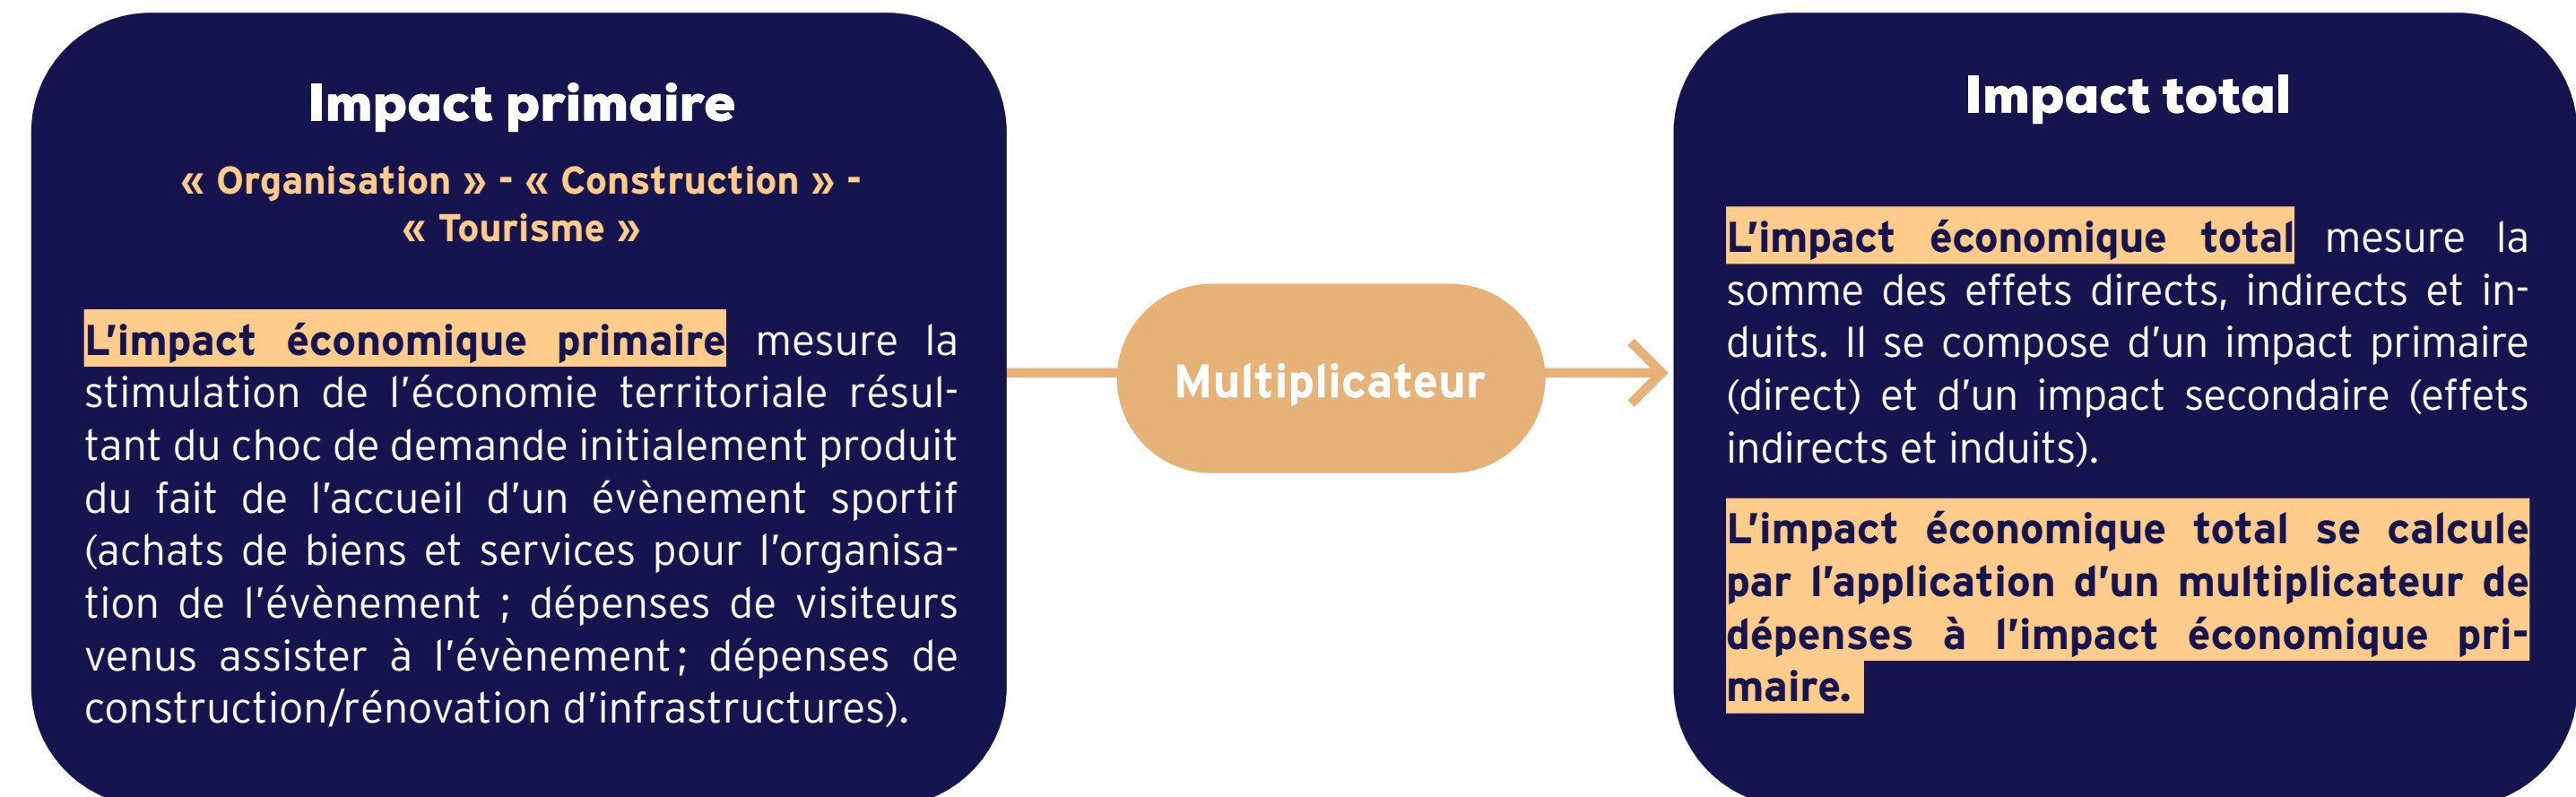 Impact primaire
« Organisation » - « Construction » -
« Tourisme »
L’impact économique primaire mesure la
stimulation de l’économie territoriale résul-
tant du choc de demande initialement produit
du fait de l’accueil d’un évènement sportif
(achats de biens et services pour l’organisa-
tion de l’évènement ; dépenses de visiteurs
venus assister à l’évènement; dépenses de
construction/rénovation d’infrastructures).
Multiplicateur
Impact total
L’impact économique total mesure la
somme des effets directs, indirects et in-
duits. Il se compose d’un impact primaire
(direct) et d’un impact secondaire (effets
indirects et induits).
L’impact économique total se calcule
par l’application d’un multiplicateur de
dépenses à l’impact économique pri-
maire.